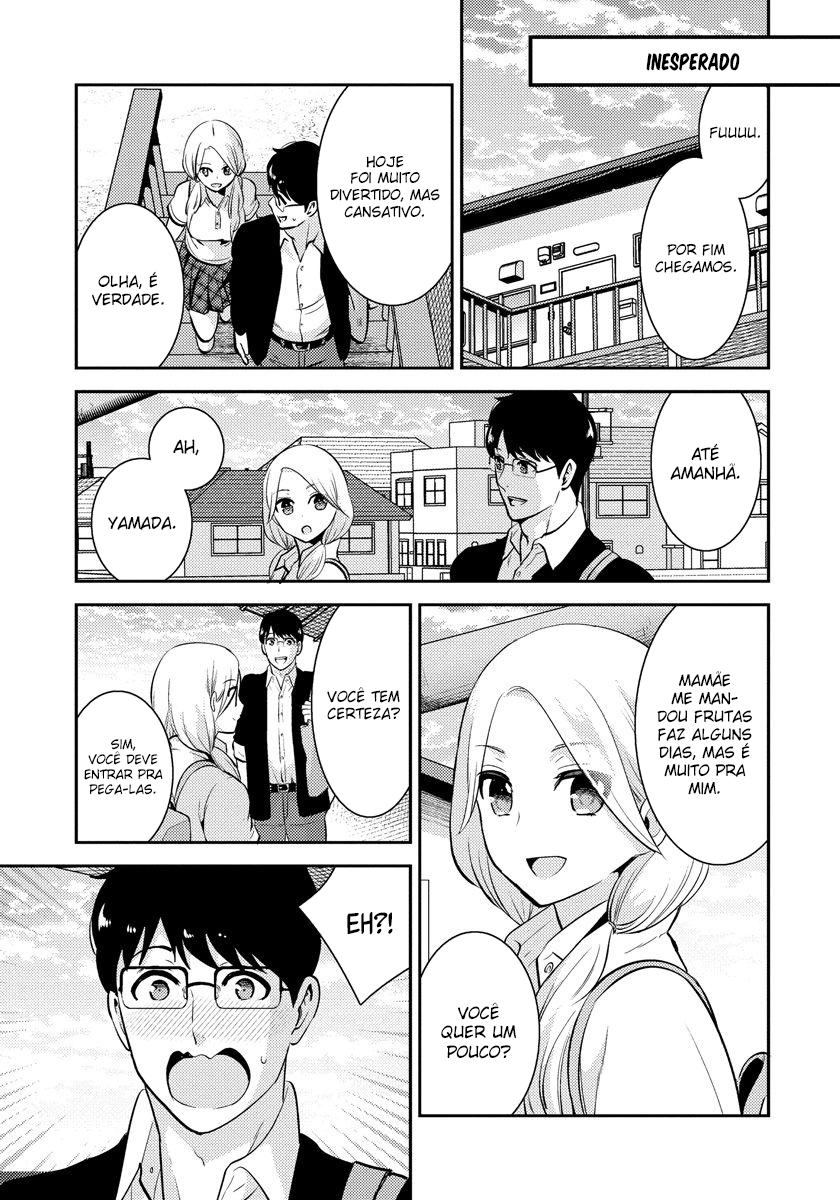 INESPERADO
FUUUU.
POR FIM
CHEGAMOS.
HOJE
FOI MUITO
DIVERTIDO, MAS
CANSATIVO.
OLHA, É
VERDADE.
ATÉ
AMANHÃ.
AH,
YAMADA.
MAMÃE
ME MAN-
DOU FRUTAS
FAZ ALGUNS
DIAS, MAS É
MUITO PRA
MIM.
VOCÊ
QUER UM
POUCO?
VOCÊ TEM
CERTEZA?
SIM,
VOCÊ DEVE
ENTRAR PRA
PEGA-LAS.
EH?!